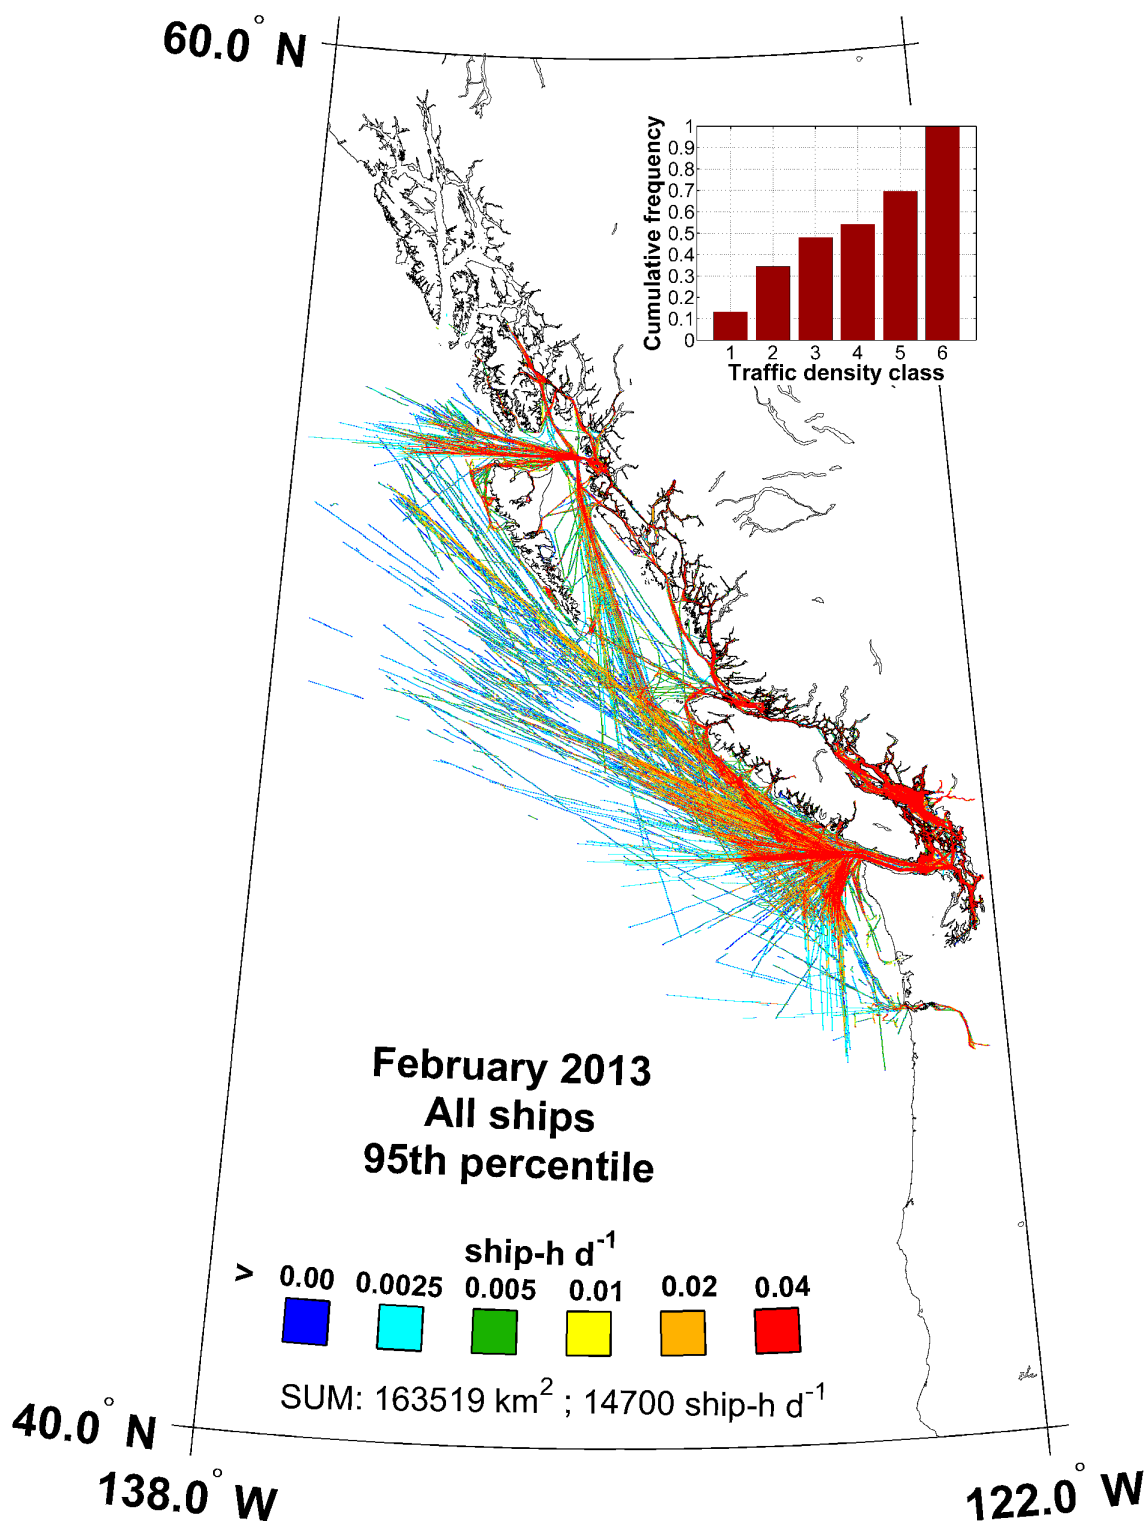 60.0° N
Cumulative frequency
1
0.9
0.8
0.7
0.6
0.5
0.4
0.3
0.2
0.1
0
1 2 3 4 5 6
Traffic density class
February 2013
All ships
95th percentile
ship-h d⁻¹
> 0.00 0.0025 0.005 0.01 0.02 0.04
SUM: 163519 km² ; 14700 ship-h d⁻¹
40.0° N
138.0° W
122.0° W